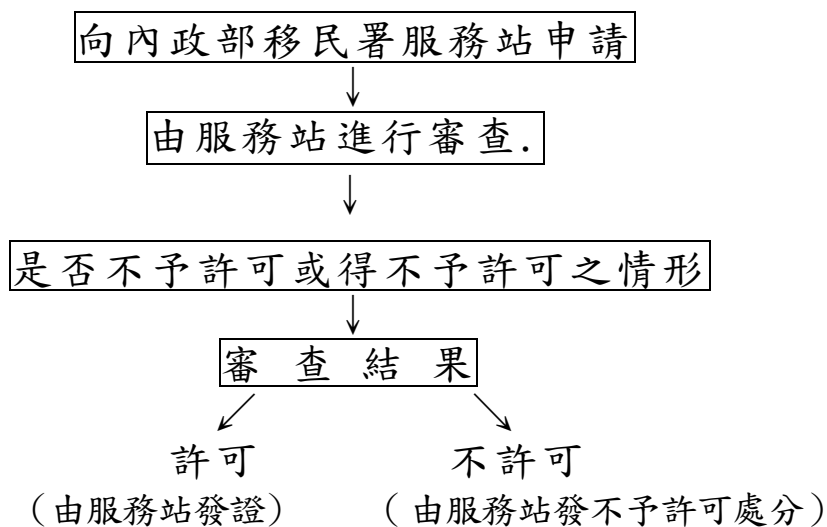 向內政部移民署服務站申請
由服務站進行審查.
是否不予許可或得不予許可之情形
審查結果
許可 不許可
（由服務站發證） （由服務站發不予許可處分）